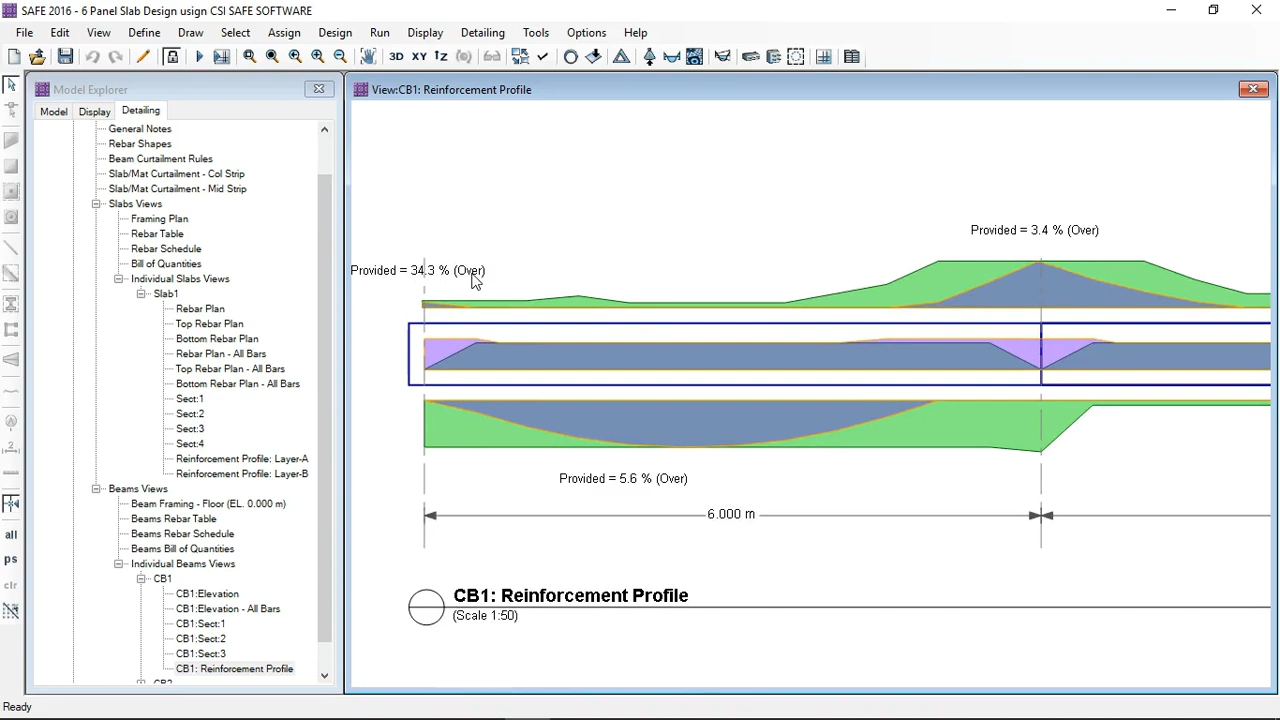 SAFE 2016 - 6 Panel Slab Design usign CSI SAFE SOFTWARE
File Edit View Define Draw Select Assign Design Run Display Detailing Tools Options Help
3D XY
Model Explorer
Model Display Detailing
General Notes
Rebar Shapes
Beam Curtailment Rules
Slab/Mat Curtailment - Col Strip
Slab/Mat Curtailment - Mid Strip
Slabs Views
Framing Plan
Rebar Table
Rebar Schedule
Bill of Quantities
Individual Slabs Views
Slab1
Rebar Plan
Top Rebar Plan
Bottom Rebar Plan
Rebar Plan - All Bars
Top Rebar Plan - All Bars
Bottom Rebar Plan - All Bars
Sect:1
Sect:2
Sect:3
Sect:4
Reinforcement Profile: Layer-A
Reinforcement Profile: Layer-B
Beams Views
Beam Framing - Floor (EL. 0.000 m)
Beams Rebar Table
Beams Rebar Schedule
Beams Bill of Quantities
Individual Beams Views
CB1
CB1:Elevation
CB1:Elevation - All Bars
CB1:Sect:1
CB1:Sect:2
CB1:Sect:3
CB1: Reinforcement Profile
all
ps
clr
View:CB1: Reinforcement Profile
Provided = 3.4 % (Over)
Provided = 34.3 % (Over)
Provided = 5.6 % (Over)
6.000 m
CB1: Reinforcement Profile
(Scale 1:50)
Ready